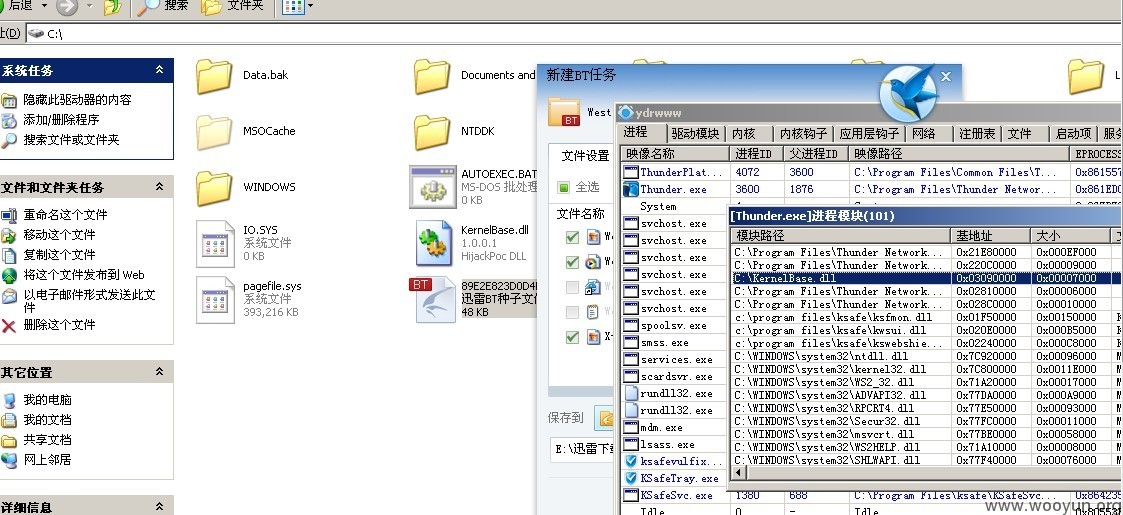 后退 搜索 文件夹
址(D) C:\
系统任务
隐藏此驱动器的内容
添加/删除程序
搜索文件或文件夹
文件和文件夹任务
重命名这个文件
移动这个文件
复制这个文件
将这个文件发布到 Web
以电子邮件形式发送此文
件
删除这个文件
其它位置
我的电脑
我的文档
共享文档
网上邻居
详细信息
Data.bak
Documents and
MSOCache
NTDDK
WINDOWS
AUTOEXEC.BAT
MS-DOS 批处理
0 KB
IO.SYS
系统文件
0 KB
KernelBase.dll
1.0.0.1
HijackPoc DLL
pagefile.sys
系统文件
393,216 KB
BT
89E2E823D0D4F
迅雷BT种子文件
48 KB
新建BT任务
BT
West
文件设置
全选
文件名称
保存到
E:\迅雷下载
ydrwww
进程 驱动模块 内核 内核钩子 应用层钩子 网络 注册表 文件 启动项 服务
映像名称 进程ID 父进程ID 映像路径 EPROCESS
ThunderPlat... 4072 3600 C:\Program Files\Common Files\T... 0x861557
Thunder.exe 3600 1876 C:\Program Files\Thunder Networ... 0x861ED0
System
svchost.exe
svchost.exe
svchost.exe
svchost.exe
svchost.exe
svchost.exe
spoolsv.exe
smss.exe
services.exe
scardsvr.exe
rundll32.exe
rundll32.exe
mdm.exe
lsass.exe
ksafevulfix...
KSafeTray.exe
KSafeSvc.exe 1380 688 C:\Program Files\ksafe\KSafeSvc... 0x864235
Idle 0 - Idle
[Thunder.exe]进程模块(101)
模块路径 基地址 大小
C:\Program Files\Thunder Network... 0x21E80000 0x000EF000
C:\Program Files\Thunder Network... 0x220C0000 0x00009000
C:\KernelBase.dll 0x03090000 0x00007000
C:\Program Files\Thunder Network... 0x02810000 0x00006000
C:\Program Files\Thunder Network... 0x028C0000 0x00010000
c:\program files\ksafe\ksfmon.dll 0x01F50000 0x00150000
c:\program files\ksafe\kwsui.dll 0x020E0000 0x000B5000
c:\program files\ksafe\kswebshie... 0x02240000 0x000C8000
C:\WINDOWS\system32\ntdll.dll 0x7C920000 0x00096000
C:\WINDOWS\system32\kernel32.dll 0x7C800000 0x0011E000
C:\WINDOWS\system32\WS2_32.dll 0x71A20000 0x00017000
C:\WINDOWS\system32\ADVAPI32.dll 0x77DA0000 0x000A9000
C:\WINDOWS\system32\RPCRT4.dll 0x77E50000 0x00093000
C:\WINDOWS\system32\Secur32.dll 0x77FC0000 0x00011000
C:\WINDOWS\system32\msvcrt.dll 0x77BE0000 0x00058000
C:\WINDOWS\system32\WS2HELP.dll 0x71A10000 0x00008000
C:\WINDOWS\system32\SHLWAPI.dll 0x77F40000 0x00076000
www.wooyun.org